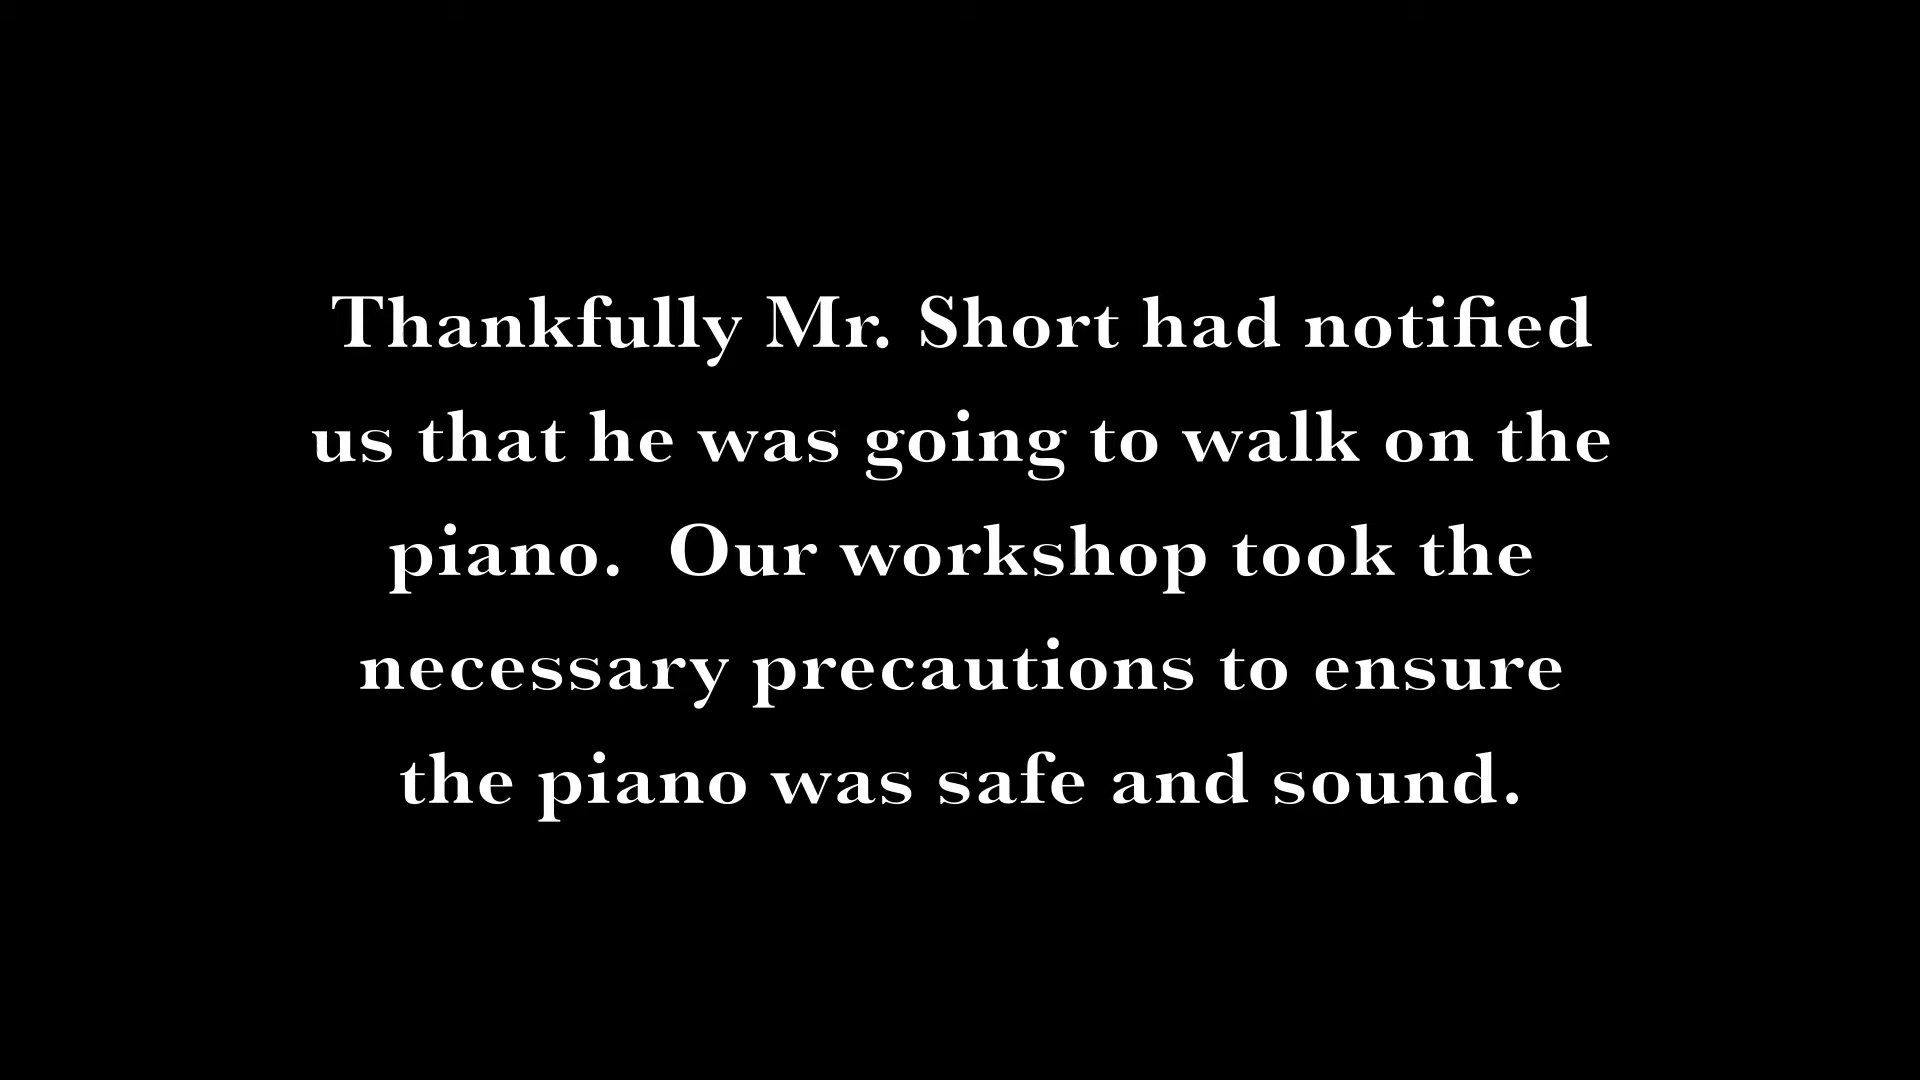 Thankfully Mr. Short had notified
us that he was going to walk on the
piano.  Our workshop took the
necessary precautions to ensure
the piano was safe and sound.